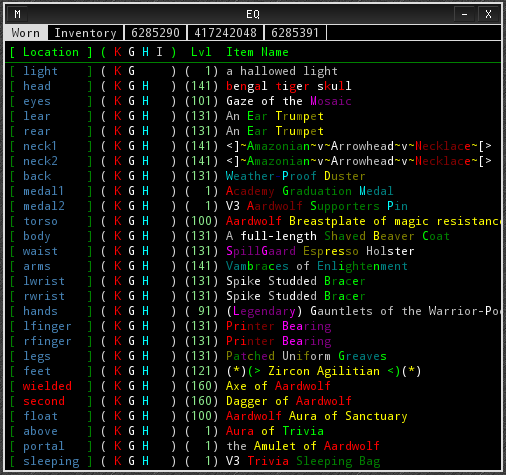 M EQ – X
Worn Inventory 6285290 417242048 6285391
[ Location ] ( K G H I ) Lvl Item Name
[ light ] ( K G ) ( 1) a hallowed light
[ head ] ( K G H ) (141) bengal tiger skull
[ eyes ] ( K G H ) (101) Gaze of the Mosaic
[ lear ] ( K G H ) (131) An Ear Trumpet
[ rear ] ( K G H ) (131) An Ear Trumpet
[ neck1 ] ( K G H ) (141) <]~Amazonian~v~Arrowhead~v~Necklace~[>
[ neck2 ] ( K G H ) (141) <]~Amazonian~v~Arrowhead~v~Necklace~[>
[ back ] ( K G H ) (131) Weather-Proof Duster
[ medal1 ] ( K G H ) ( 1) Academy Graduation Medal
[ medal2 ] ( K G H ) ( 1) V3 Aardwolf Supporters Pin
[ torso ] ( K G H ) (100) Aardwolf Breastplate of magic resistance
[ body ] ( K G H ) (131) A full-length Shaved Beaver Coat
[ waist ] ( K G H ) (131) SpillGaard Espresso Holster
[ arms ] ( K G H ) (141) Vambraces of Enlightenment
[ lwrist ] ( K G H ) (131) Spike Studded Bracer
[ rwrist ] ( K G H ) (131) Spike Studded Bracer
[ hands ] ( K G H ) ( 91) (Legendary) Gauntlets of the Warrior-Poe
[ lfinger ] ( K G H ) (131) Printer Bearing
[ rfinger ] ( K G H ) (131) Printer Bearing
[ legs ] ( K G H ) (131) Patched Uniform Greaves
[ feet ] ( K G H ) (121) (*)(> Zircon Agilitian <)(*)
[ wielded ] ( K G H ) (160) Axe of Aardwolf
[ second ] ( K G H ) (160) Dagger of Aardwolf
[ float ] ( K G H ) (100) Aardwolf Aura of Sanctuary
[ above ] ( K G H ) ( 1) Aura of Trivia
[ portal ] ( K G H ) ( 1) the Amulet of Aardwolf
[ sleeping ] ( K G H ) ( 1) V3 Trivia Sleeping Bag